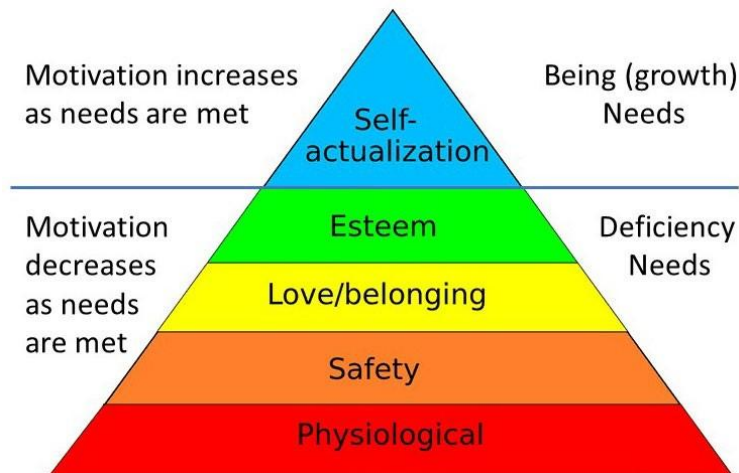 Motivation increases
as needs are met
Being (growth)
Needs
Self-
actualization
Motivation
decreases
as needs
are met
Esteem
Deficiency
Needs
Love/belonging
Safety
Physiological